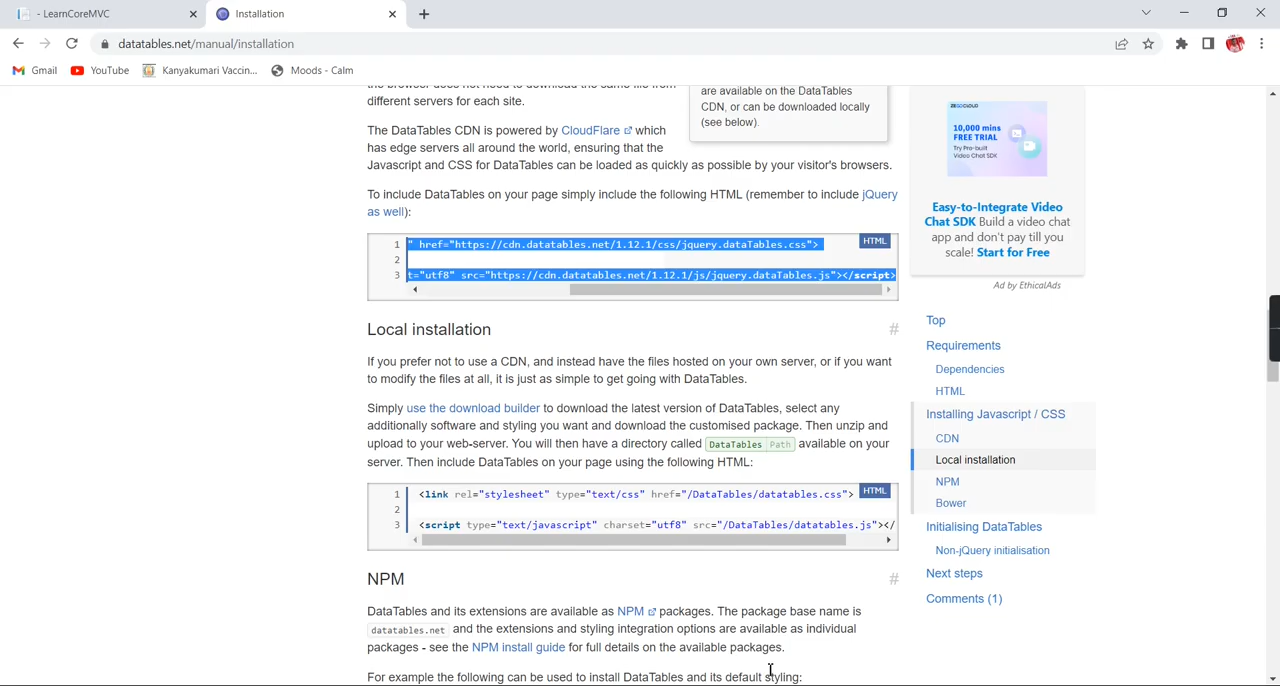 - LearnCoreMVC
Installation
datatables.net/manual/installation
Gmail
YouTube
Kanyakumari Vaccin...
Moods - Calm
different servers for each site.
are available on the DataTables
CDN, or can be downloaded locally
(see below).
The DataTables CDN is powered by CloudFlare which
has edge servers all around the world, ensuring that the
Javascript and CSS for DataTables can be loaded as quickly as possible by your visitor's browsers.
To include DataTables on your page simply include the following HTML (remember to include jQuery
as well):
HTML
1 " href="https://cdn.datatables.net/1.12.1/css/jquery.dataTables.css">
2
3 t="utf8" src="https://cdn.datatables.net/1.12.1/js/jquery.dataTables.js"></script>
Local installation #
If you prefer not to use a CDN, and instead have the files hosted on your own server, or if you want
to modify the files at all, it is just as simple to get going with DataTables.
Simply use the download builder to download the latest version of DataTables, select any
additionally software and styling you want and download the customised package. Then unzip and
upload to your web-server. You will then have a directory called DataTables Path available on your
server. Then include DataTables on your page using the following HTML:
HTML
1 <link rel="stylesheet" type="text/css" href="/DataTables/datatables.css">
2
3 <script type="text/javascript" charset="utf8" src="/DataTables/datatables.js"></
NPM #
DataTables and its extensions are available as NPM packages. The package base name is
datatables.net and the extensions and styling integration options are available as individual
packages - see the NPM install guide for full details on the available packages.
For example the following can be used to install DataTables and its default styling:
ZEGOCLOUD
10,000 mins
FREE TRIAL
Try Pre-built
Video Chat SDK
Easy-to-Integrate Video
Chat SDK Build a video chat
app and don't pay till you
scale! Start for Free
Ad by EthicalAds
Top
Requirements
Dependencies
HTML
Installing Javascript / CSS
CDN
Local installation
NPM
Bower
Initialising DataTables
Non-jQuery initialisation
Next steps
Comments (1)